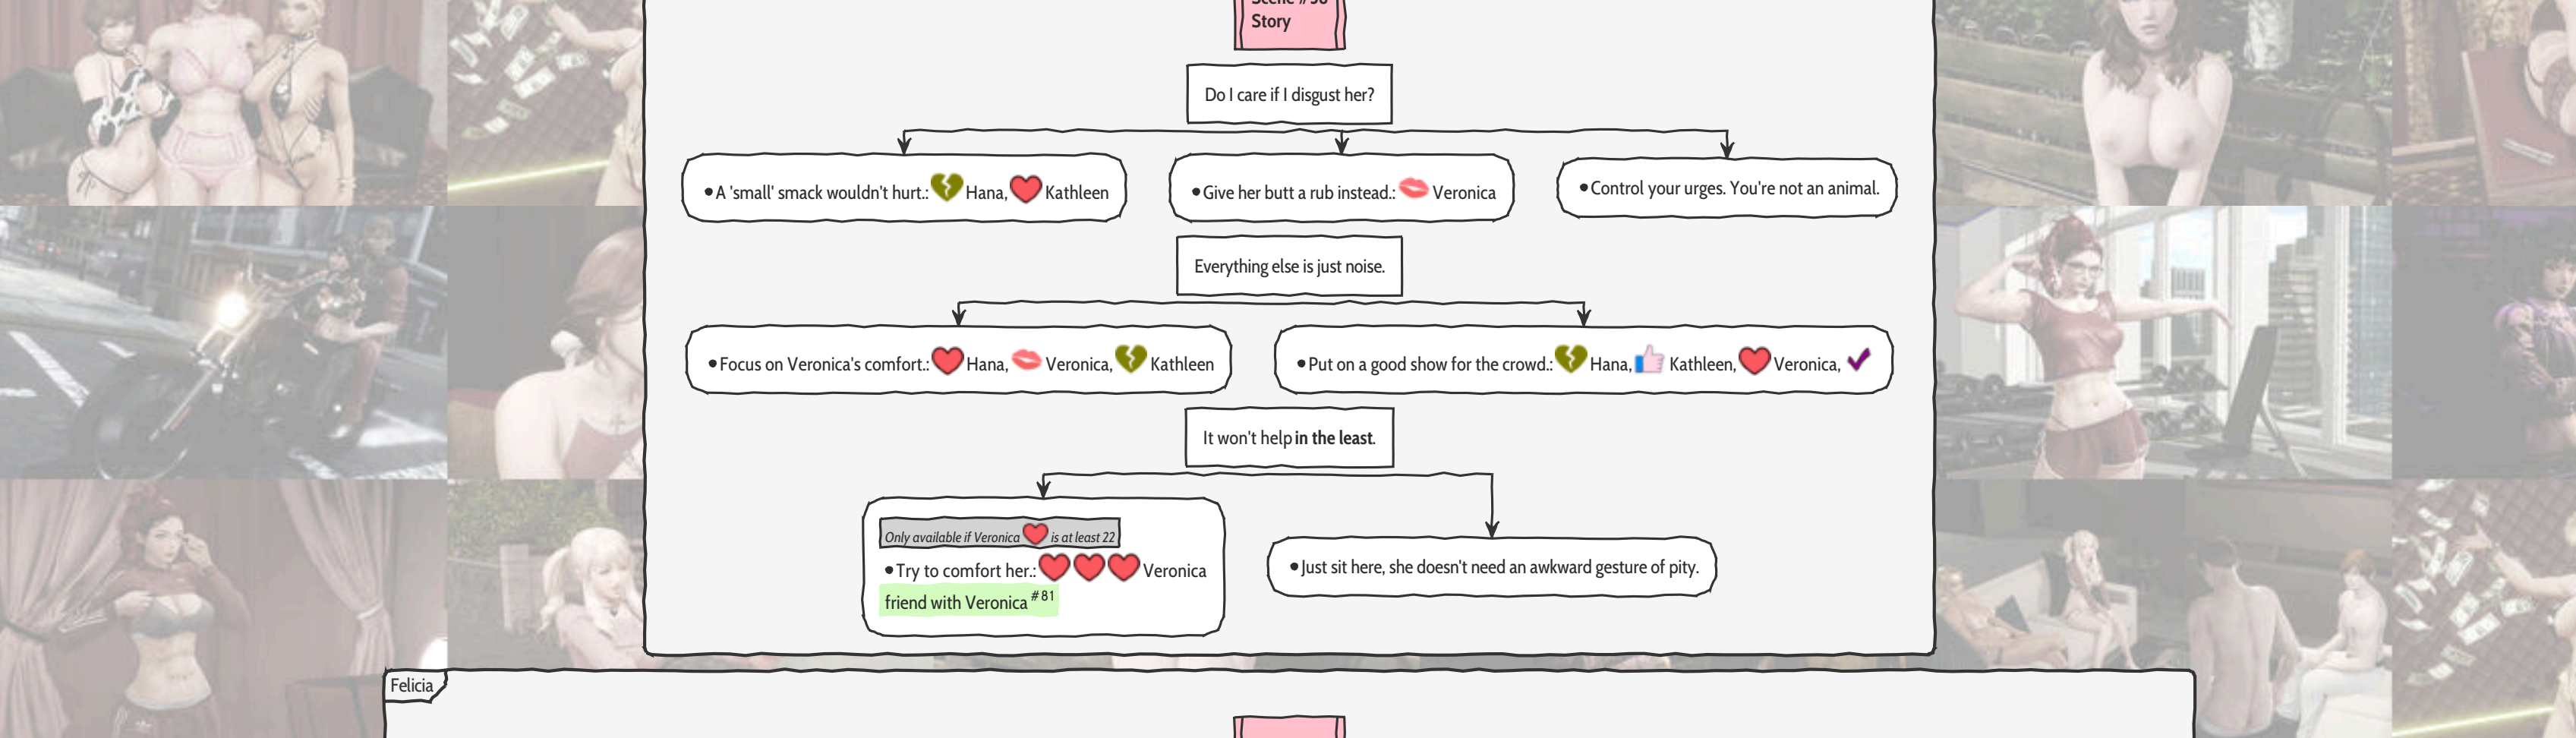 Story
Do I care if I disgust her?
•A 'small' smack wouldn't hurt.: Hana, Kathleen
•Give her butt a rub instead.: Veronica
•Control your urges. You're not an animal.
Everything else is just noise.
•Focus on Veronica's comfort.: Hana, Veronica, Kathleen
•Put on a good show for the crowd.: Hana, Kathleen, Veronica,
It won't help in the least.
Only available if Veronica is at least 22
•Try to comfort her.: Veronica
friend with Veronica #81
•Just sit here, she doesn't need an awkward gesture of pity.
Felicia